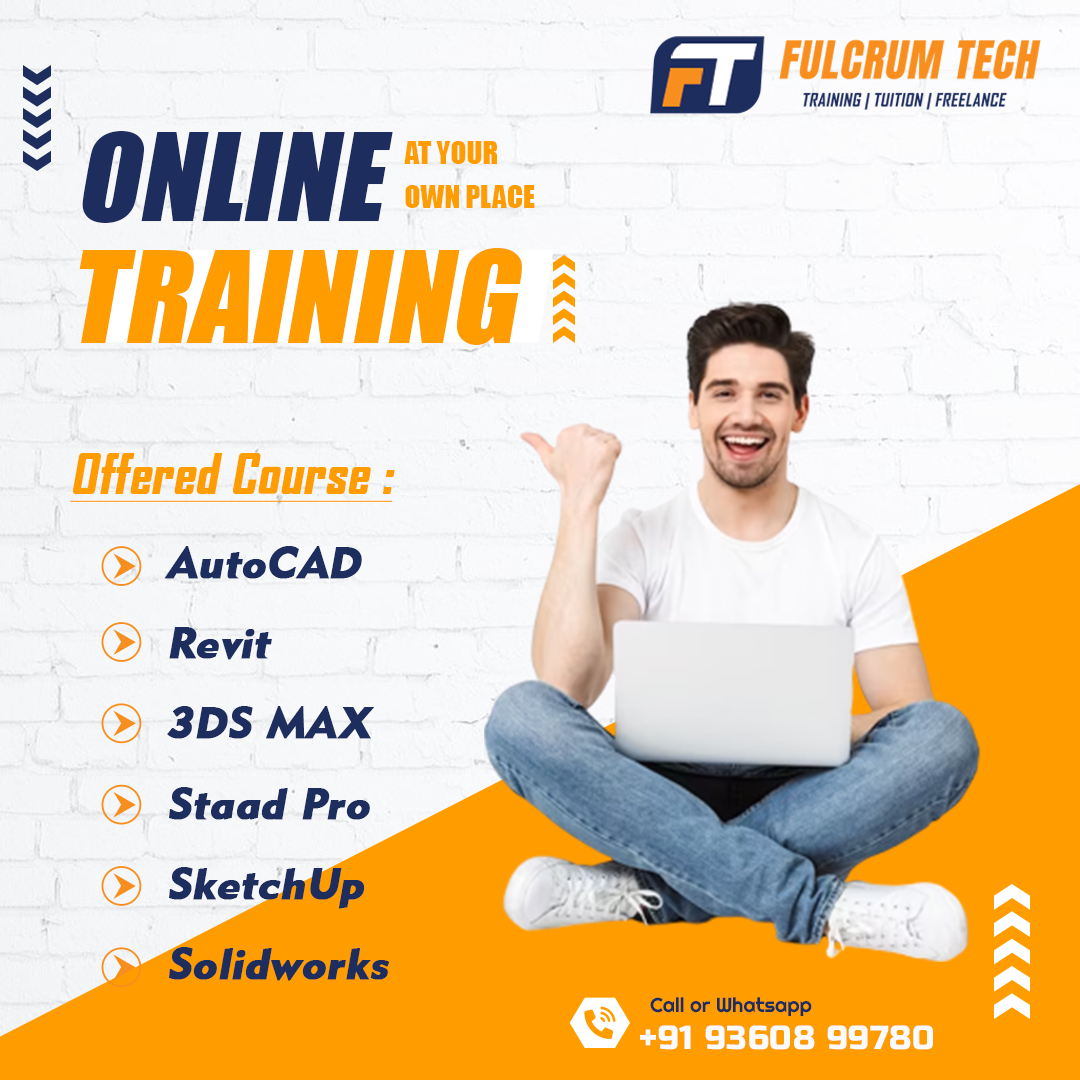 FT FULCRUM TECH
TRAINING | TUITION | FREELANCE
ONLINE
AT YOUR
OWN PLACE
TRAINING
Offered Course :
AutoCAD
Revit
3DS MAX
Staad Pro
SketchUp
Solidworks
Call or Whatsapp
+91 93608 99780